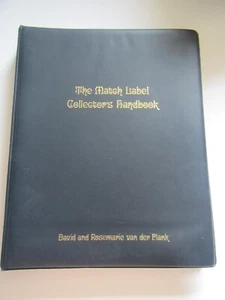 The Match Label
Collector's Handbook
David and Rosemarie van der Plank